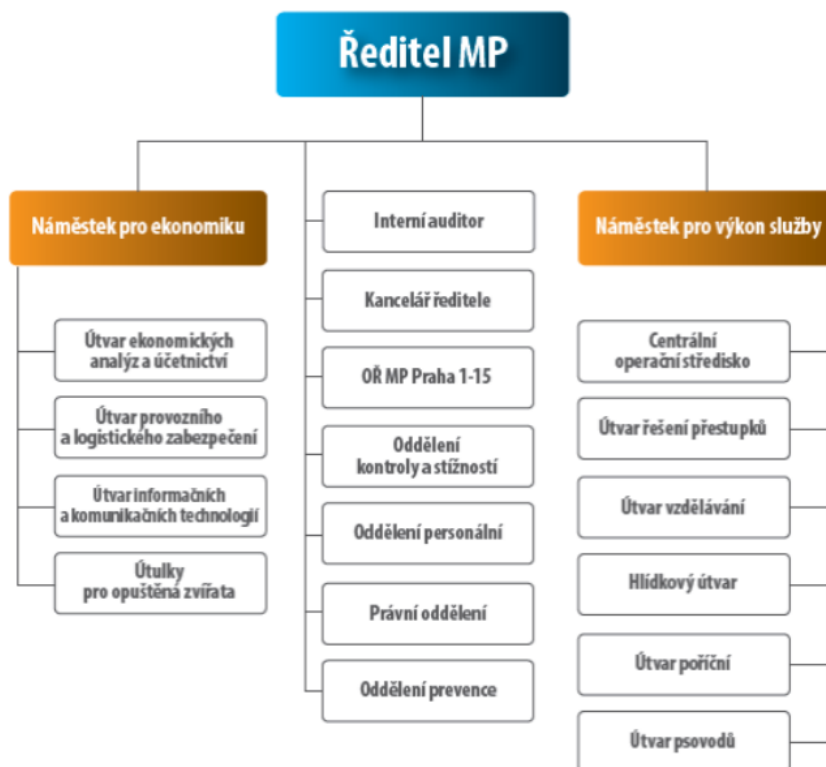 Ředitel MP
Náměstek pro ekonomiku
Útvar ekonomických
analýz a účetnictví
Útvar provozního
a logistického zabezpečení
Útvar informačních
a komunikačních technologií
Útulky
pro opuštěná zvířata
Interní auditor
Kancelář ředitele
OŘ MP Praha 1-15
Oddělení
kontroly a stížností
Oddělení personální
Právní oddělení
Oddělení prevence
Náměstek pro výkon služby
Centrální
operační středisko
Útvar řešení přestupků
Útvar vzdělávání
Hlídkový útvar
Útvar poříční
Útvar psovodů